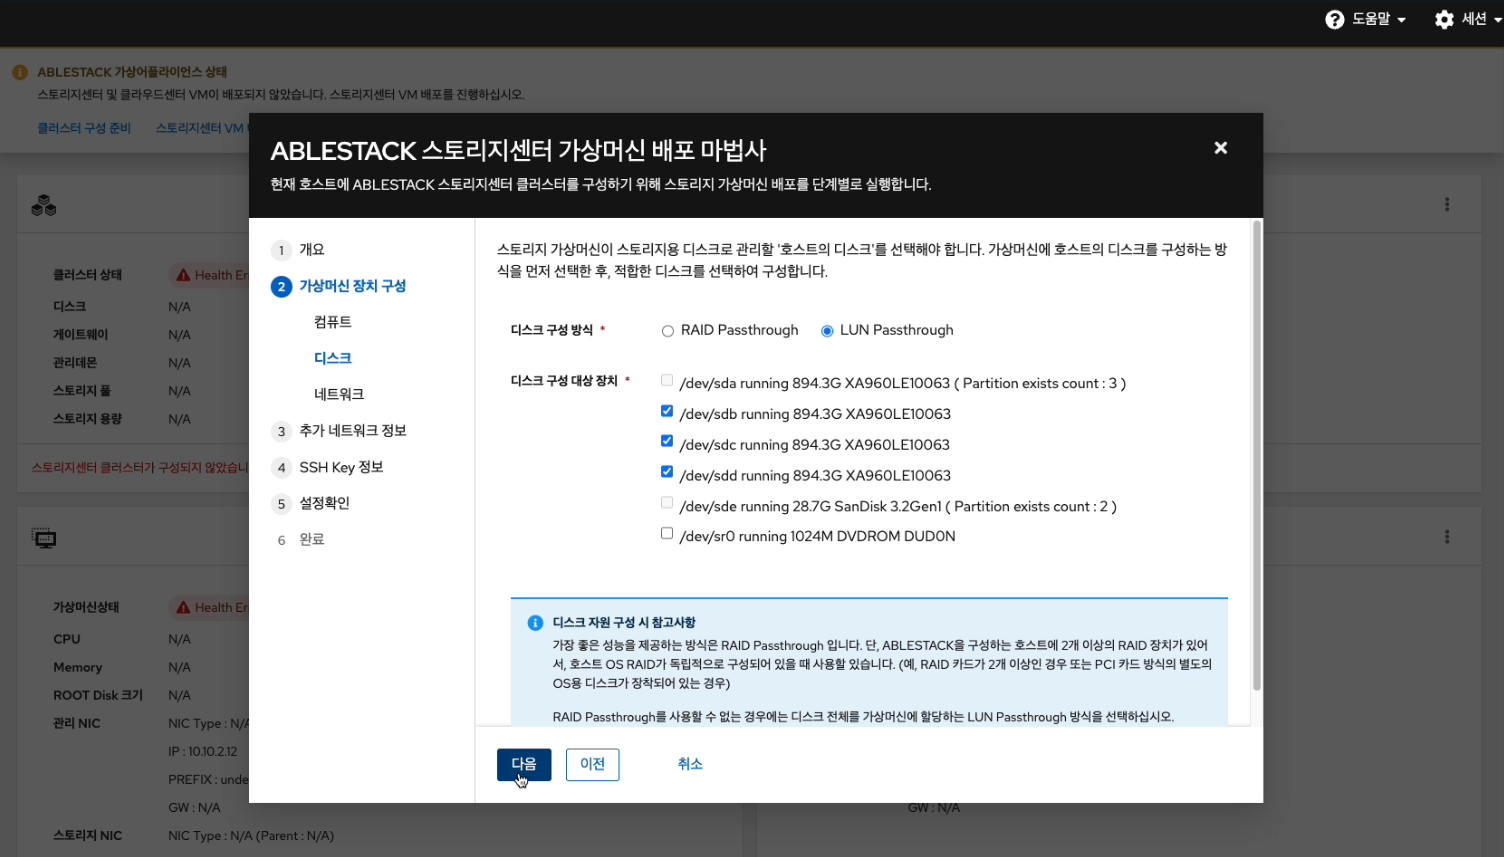 도움말
세션
ABLESTACK 가상어플라이언스 상태
스토리지센터 및 클라우드센터 VM이 배포되지 않았습니다. 스토리지센터 VM 배포를 진행하십시오.
클러스터 구성 준비
스토리지센터 VM
ABLESTACK 스토리지센터 가상머신 배포 마법사
현재 호스트에 ABLESTACK 스토리지센터 클러스터를 구성하기 위해 스토리지 가상머신 배포를 단계별로 실행합니다.
클러스터 상태
Health Er
디스크
N/A
게이트웨이
N/A
관리데몬
N/A
스토리지 풀
N/A
스토리지 용량
N/A
스토리지센터 클러스터가 구성되지 않았습니
가상머신상태
Health Er
CPU
N/A
Memory
N/A
ROOT Disk 크기
N/A
관리 NIC
NIC Type : N/A
IP : 10.10.2.12
PREFIX : unde
GW : N/A
스토리지 NIC
NIC Type : N/A (Parent : N/A)
GW : N/A
1 개요
2 가상머신 장치 구성
컴퓨트
디스크
네트워크
3 추가 네트워크 정보
4 SSH Key 정보
5 설정확인
6 완료
스토리지 가상머신이 스토리지용 디스크로 관리할 '호스트의 디스크'를 선택해야 합니다. 가상머신에 호스트의 디스크를 구성하는 방
식을 먼저 선택한 후, 적합한 디스크를 선택하여 구성합니다.
디스크 구성 방식 *
RAID Passthrough
LUN Passthrough
디스크 구성 대상 장치 *
/dev/sda running 894.3G XA960LE10063 ( Partition exists count : 3 )
/dev/sdb running 894.3G XA960LE10063
/dev/sdc running 894.3G XA960LE10063
/dev/sdd running 894.3G XA960LE10063
/dev/sde running 28.7G SanDisk 3.2Gen1 ( Partition exists count : 2 )
/dev/sr0 running 1024M DVDROM DUD0N
디스크 자원 구성 시 참고사항
가장 좋은 성능을 제공하는 방식은 RAID Passthrough 입니다. 단, ABLESTACK을 구성하는 호스트에 2개 이상의 RAID 장치가 있어
서, 호스트 OS RAID가 독립적으로 구성되어 있을 때 사용할 있습니다. (예, RAID 카드가 2개 이상인 경우 또는 PCI 카드 방식의 별도의
OS용 디스크가 장착되어 있는 경우)
RAID Passthrough를 사용할 수 없는 경우에는 디스크 전체를 가상머신에 할당하는 LUN Passthrough 방식을 선택하십시오.
다음
이전
취소